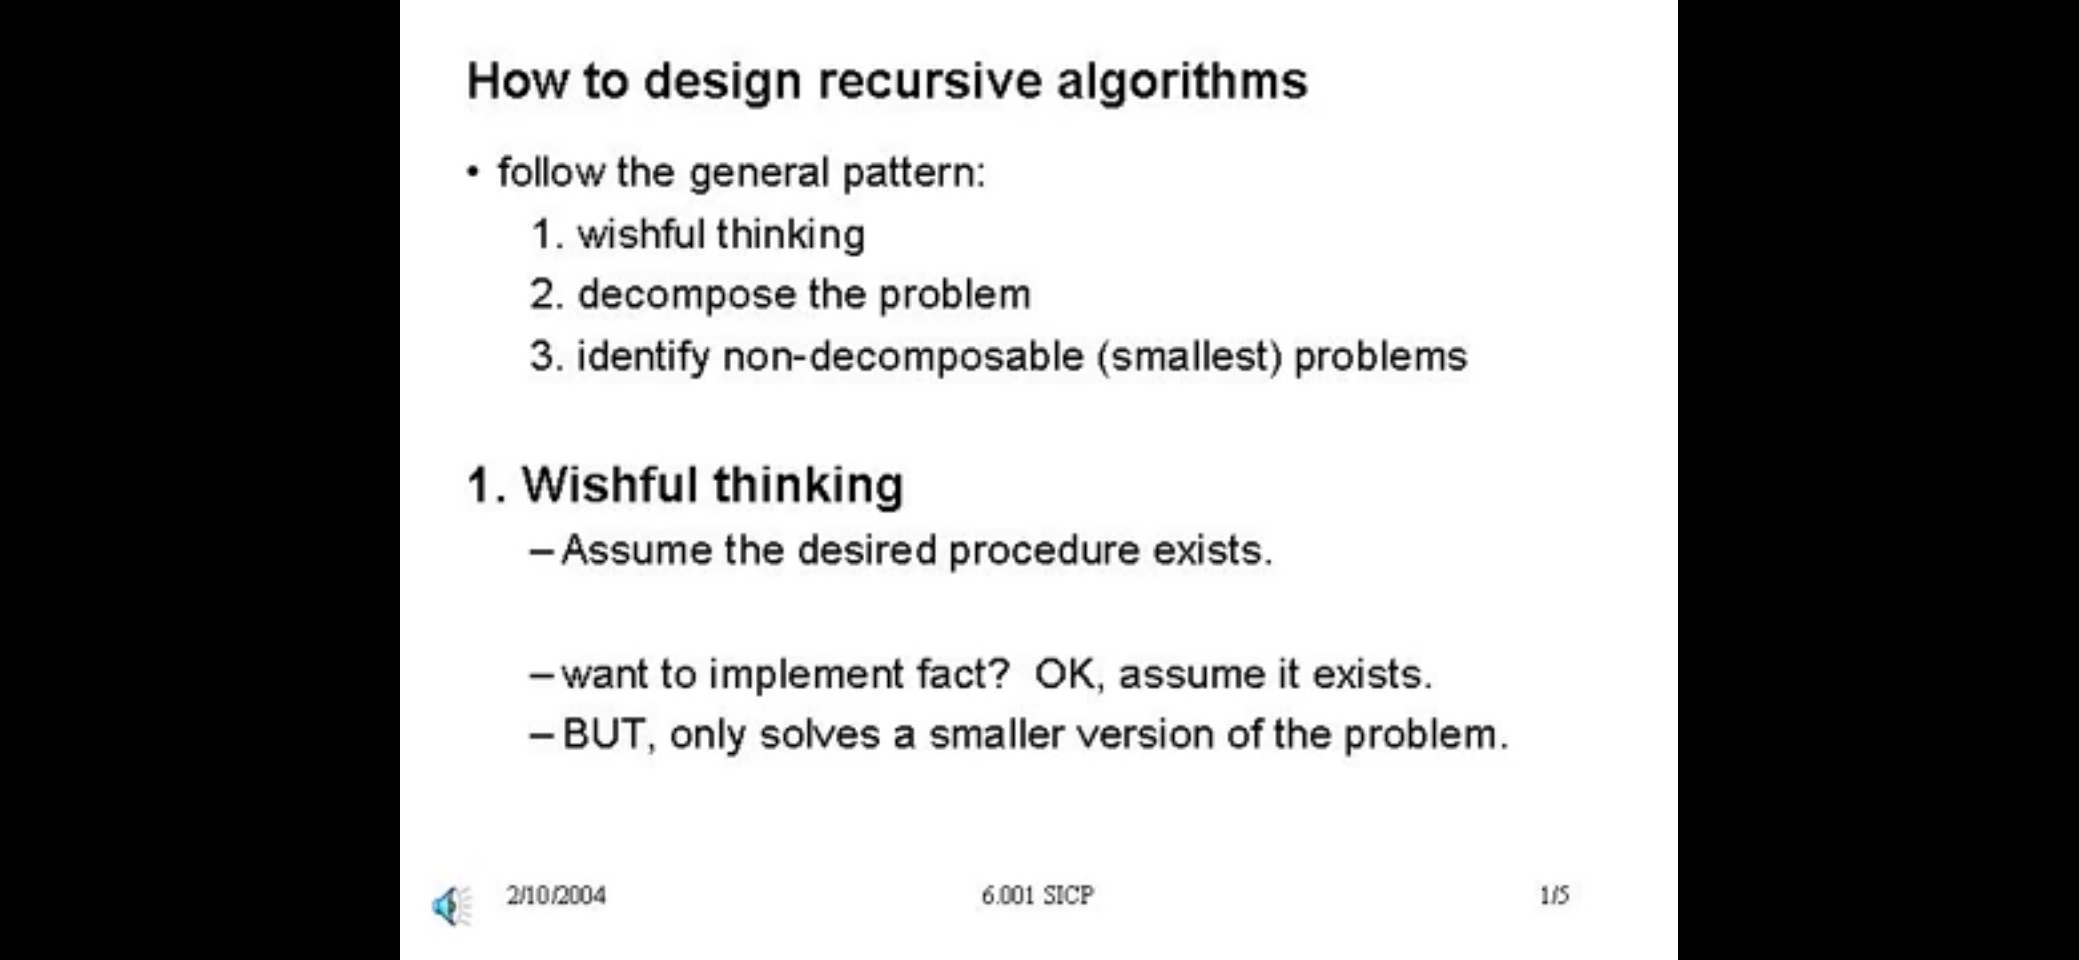 How to design recursive algorithms
• follow the general pattern:
1. wishful thinking
2. decompose the problem
3. identify non-decomposable (smallest) problems
1. Wishful thinking
– Assume the desired procedure exists.
– want to implement fact? OK, assume it exists.
– BUT, only solves a smaller version of the problem.
2/10/2004 6.001 SICP 1/5